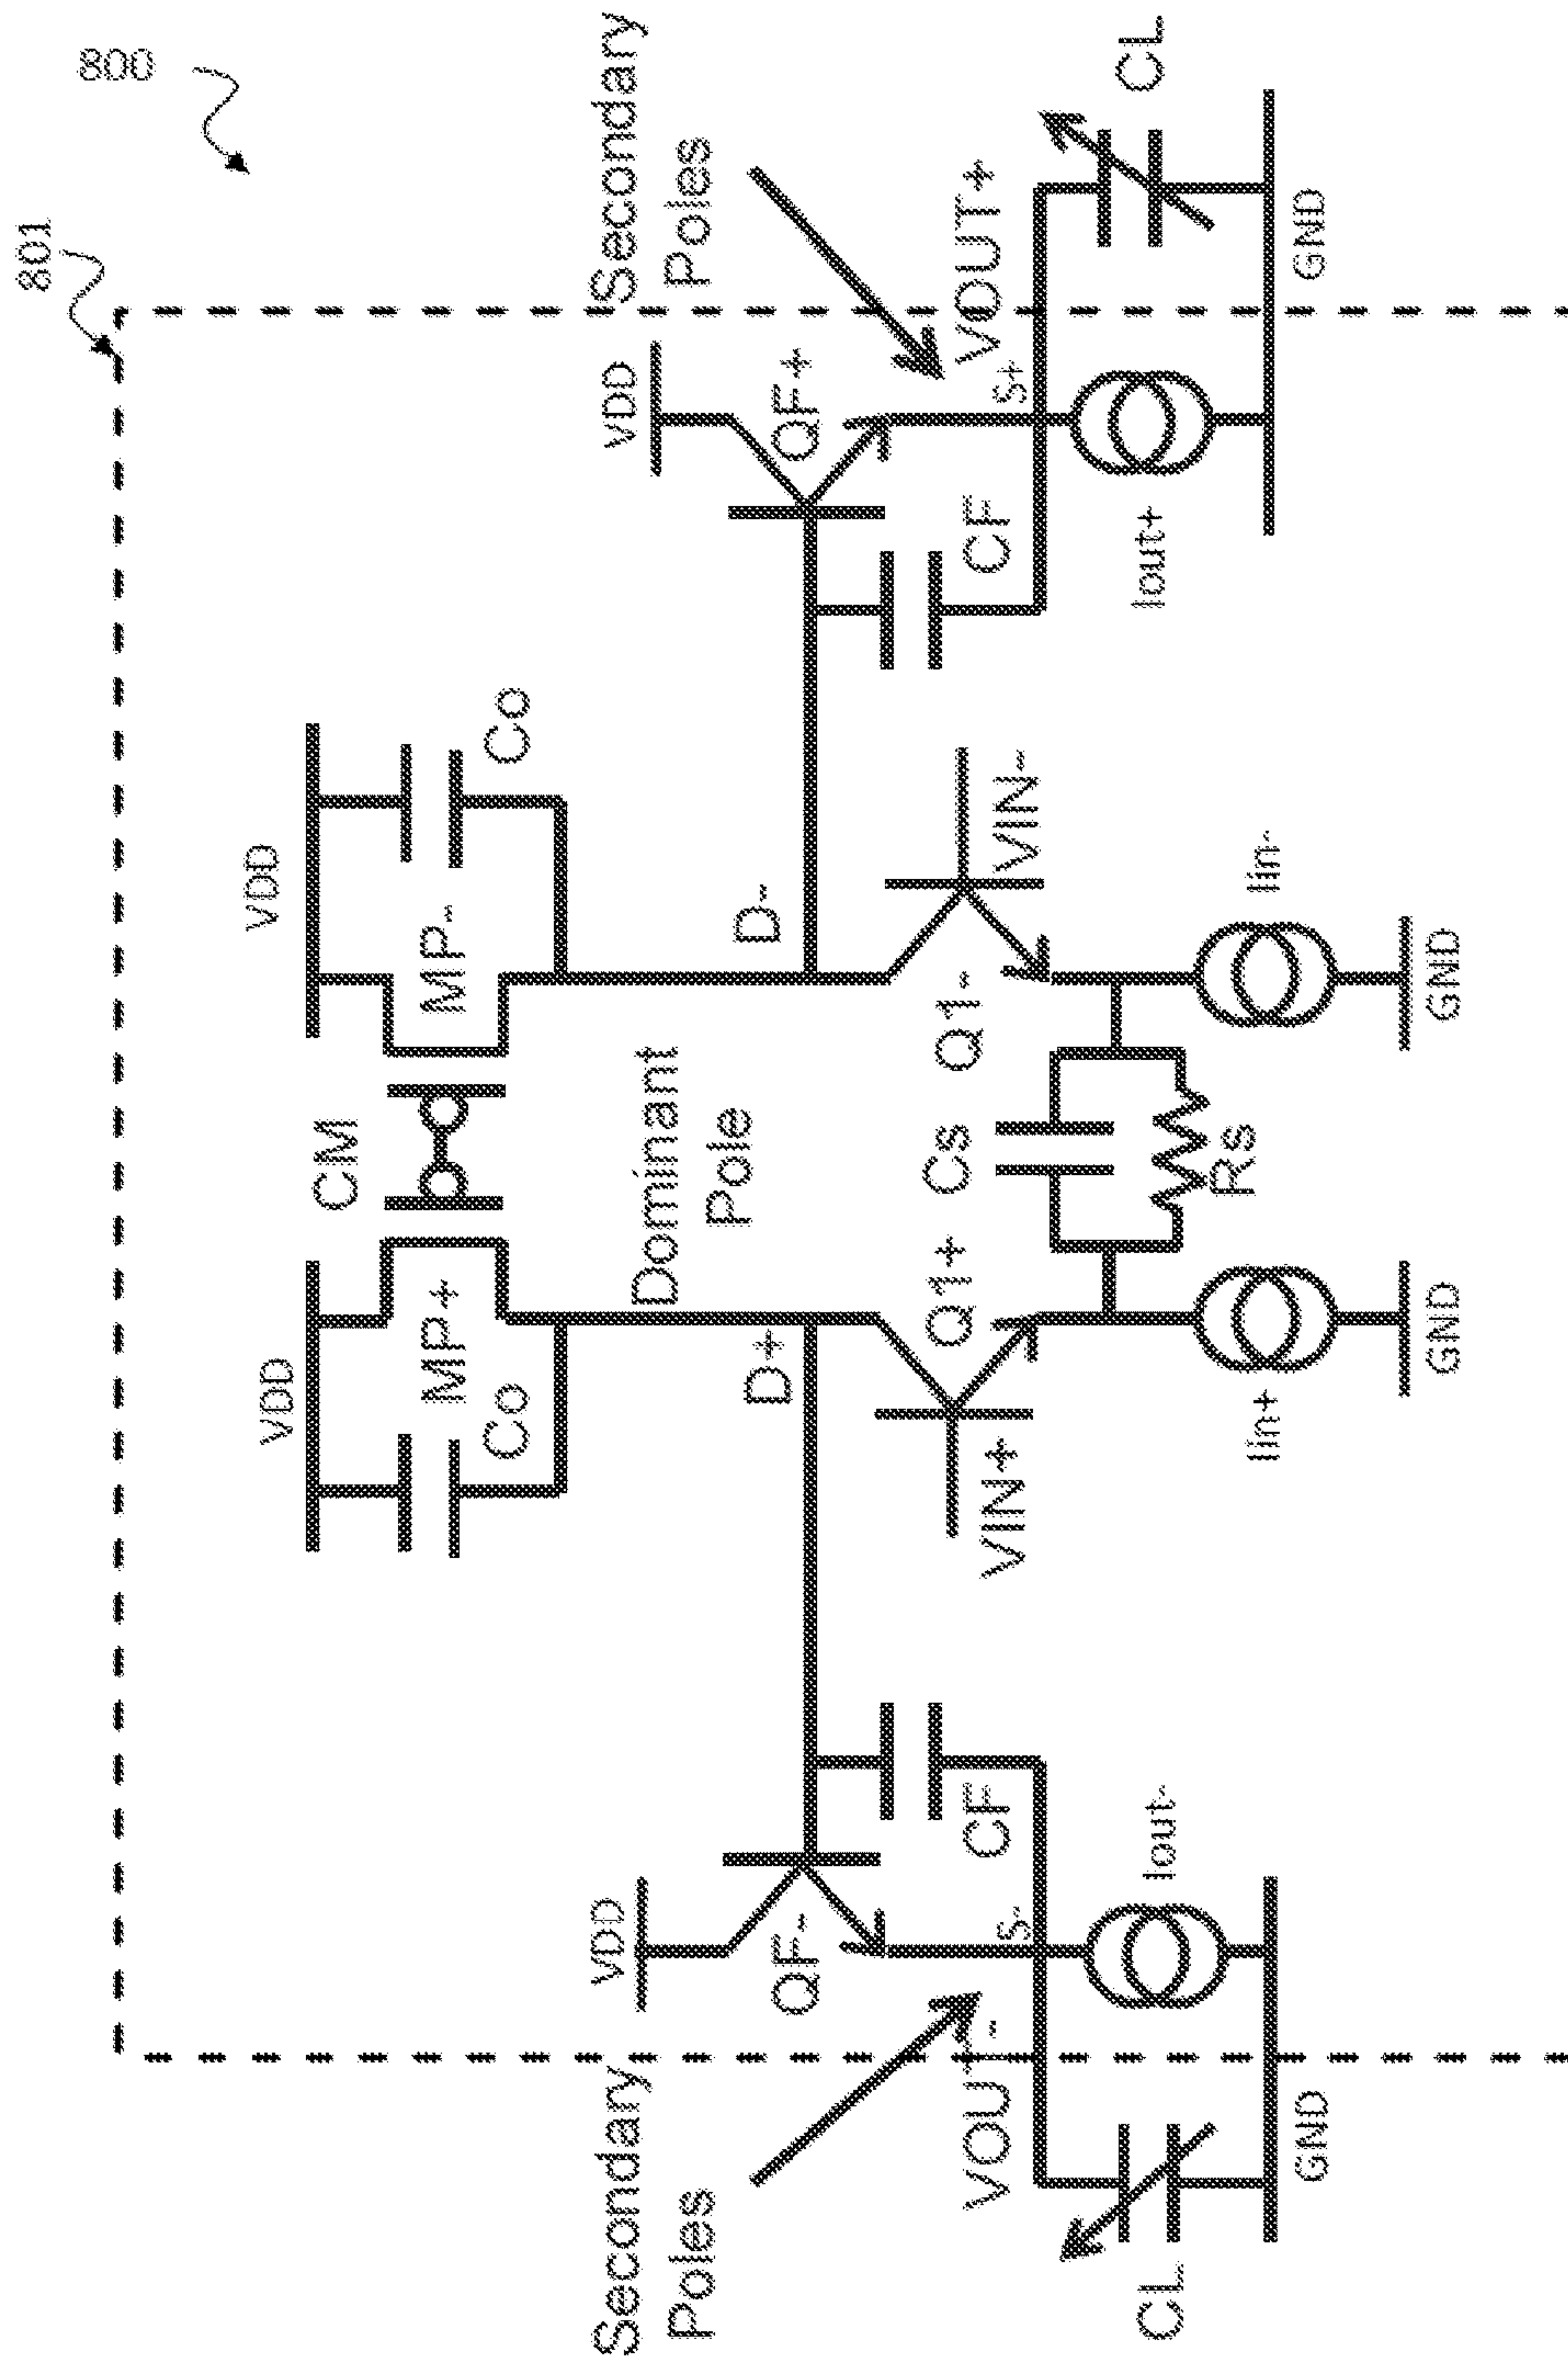 800
801
VDD
CM
VDD
MP+
MP-
Co
Co
VDD
Dominant
Pole
VDD
Secondary
Poles
Secondary
Poles
QF-
D+
D-
QF+
CF
VIN+
Q1+
Cs
Q1-
VIN-
CF
VOUT-
S-
S+
VOUT+
CL
Iout-
Rs
Iout+
CL
Iin+
Iin-
GND
GND
GND
GND